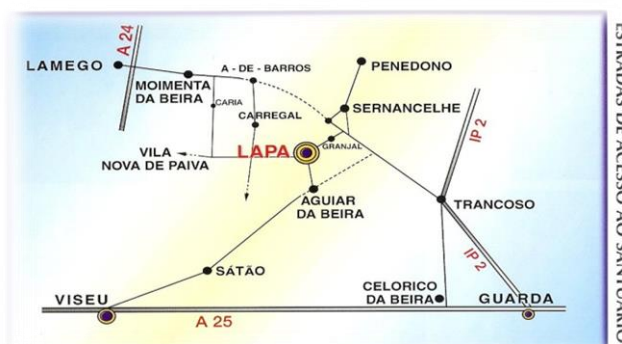 A 24
LAMEGO
MOIMENTA
DA BEIRA
A - DE - BARROS
PENEDONO
CARIA
CARREGAL
SERNANCELHE
VILA
NOVA DE PAIVA
LAPA
GRANJAL
IP 2
AGUIAR
DA BEIRA
TRANCOSO
SÁTÃO
IP 2
CELORICO
DA BEIRA
VISEU
GUARDA
A 25
ESTRADAS DE ACESSO AO SANTUÁRIO